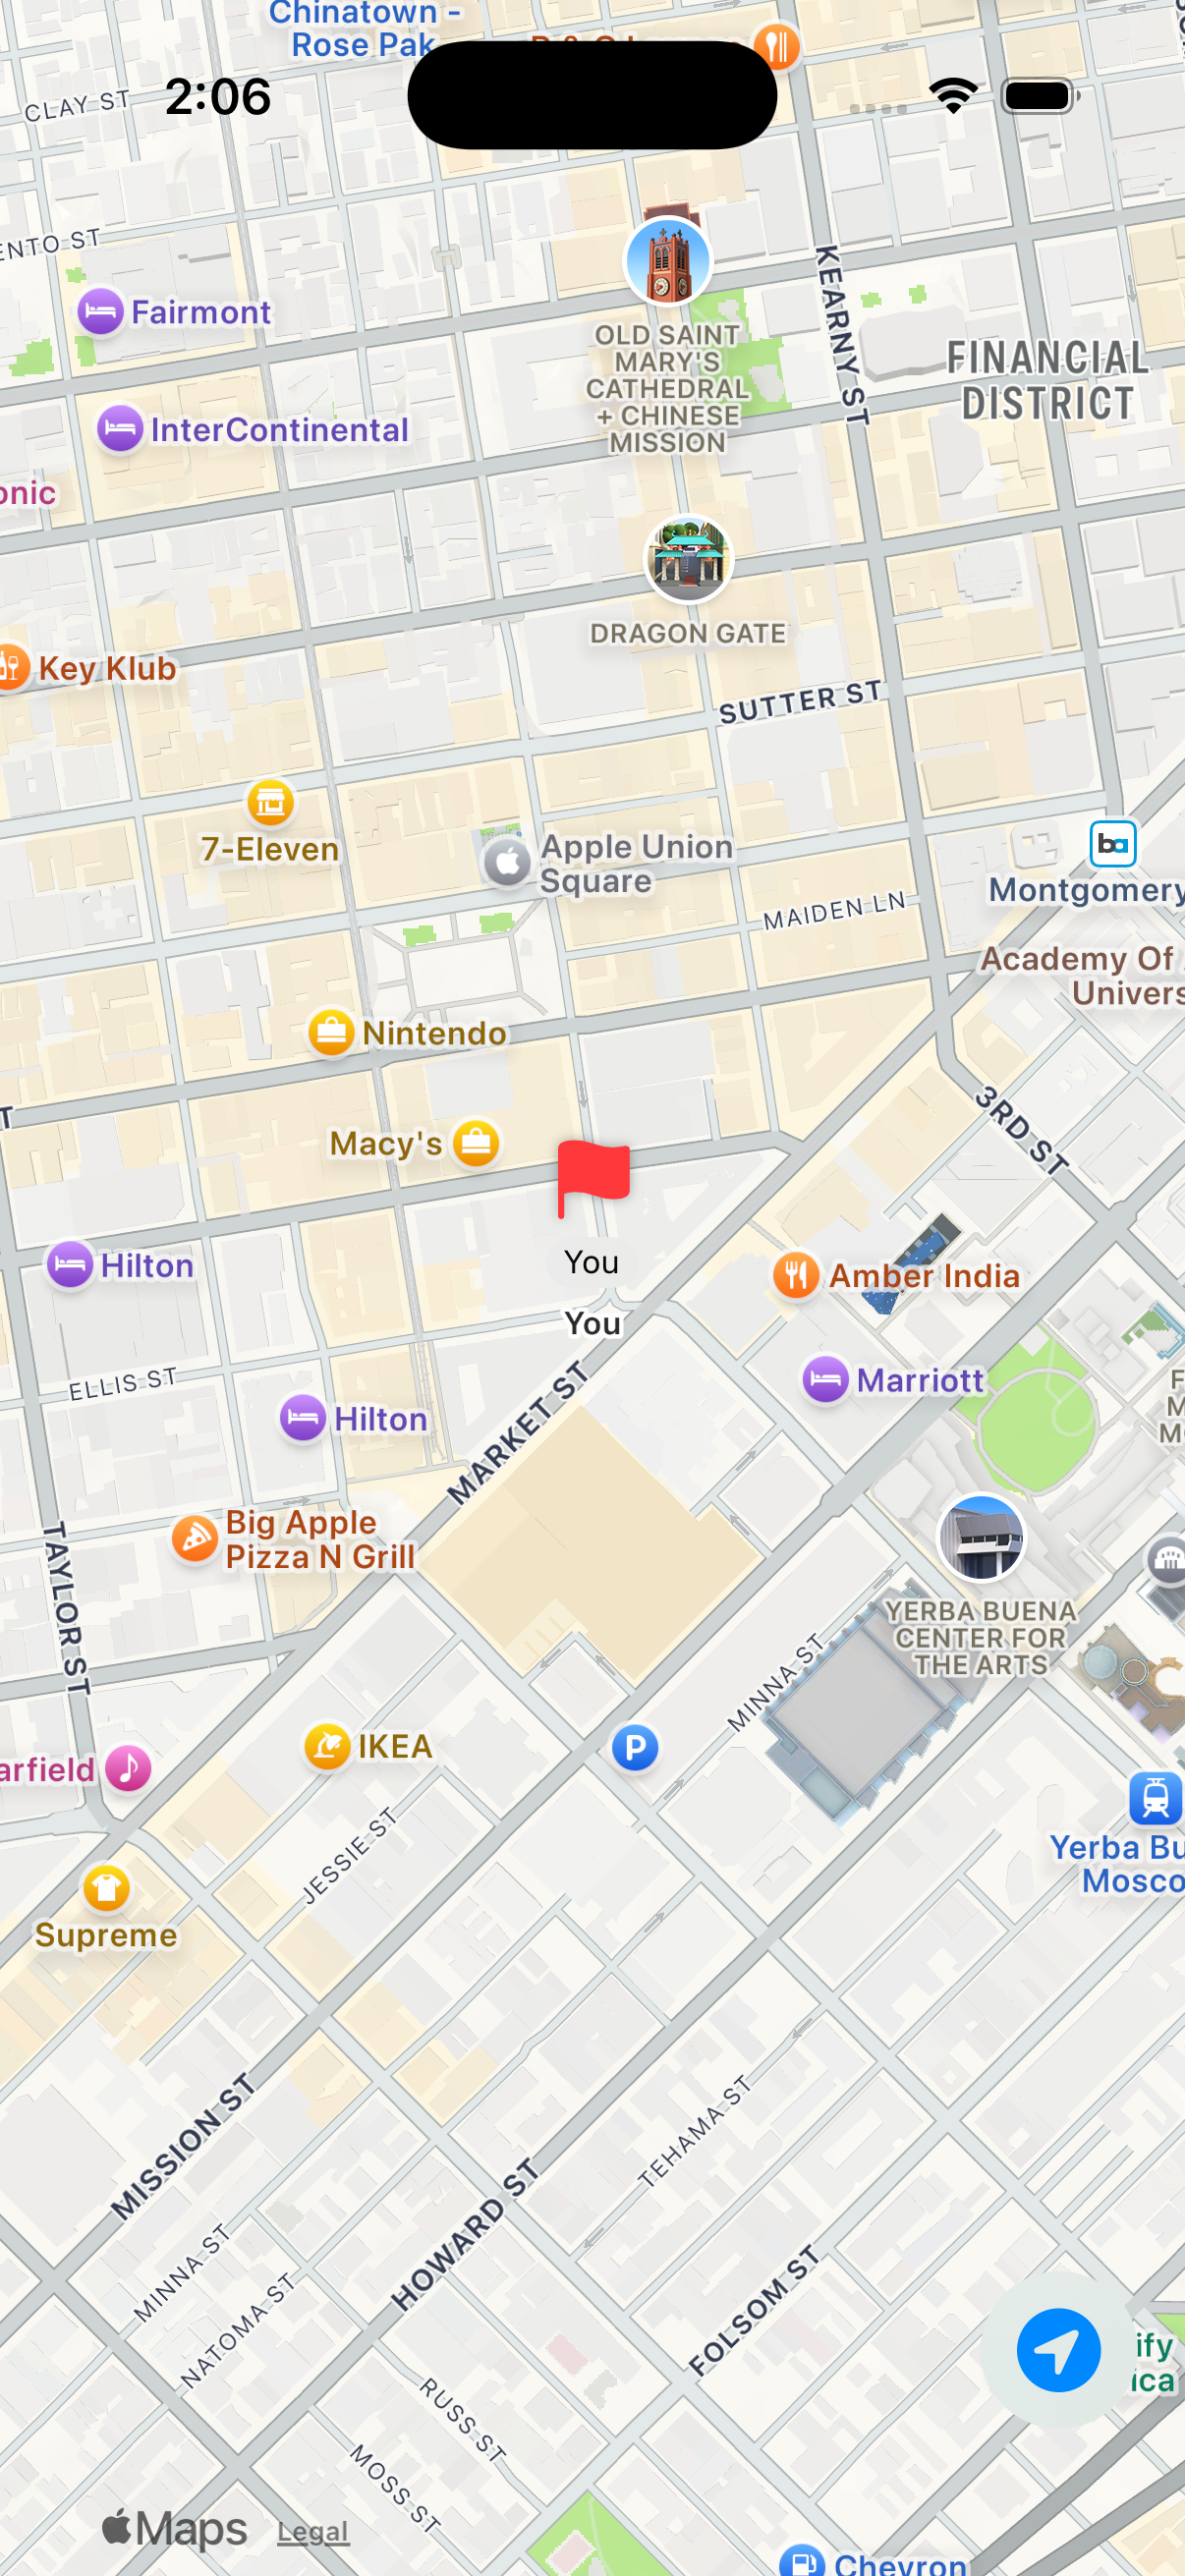 Chinatown -
Rose Pak
2:06
CLAY ST
Fairmont
InterContinental
OLD SAINT
MARY'S
CATHEDRAL
+ CHINESE
MISSION
KEARNY ST
FINANCIAL
DISTRICT
DRAGON GATE
Key Klub
SUTTER ST
7-Eleven
Apple Union
Square
MAIDEN LN
ba
Montgomery
Academy Of
Univers
Nintendo
Macy's
3RD ST
You
You
Hilton
Amber India
ELLIS ST
Hilton
MARKET ST
Marriott
Big Apple
Pizza N Grill
TAYLOR ST
YERBA BUENA
CENTER FOR
THE ARTS
MINNA ST
IKEA
P
arfield
JESSIE ST
Yerba Bu
Mosco
Supreme
MISSION ST
TEHAMA ST
HOWARD ST
MINNA ST
NATOMA ST
FOLSOM ST
ify
ica
RUSS ST
MOSS ST
Maps
Legal
Chevron